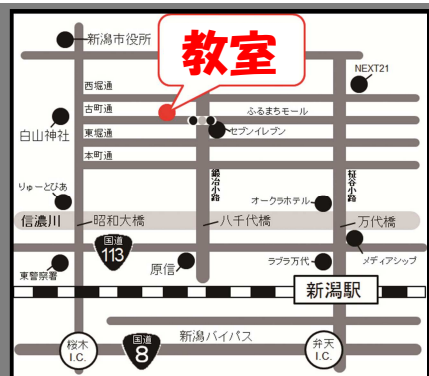 新潟市役所
教室
NEXT21
西堀通
古町通
ふるまちモール
白山神社
東堀通
セブンイレブン
本町通
鍛冶小路
柾谷小路
りゅーとぴあ
オークラホテル
信濃川
昭和大橋
八千代橋
万代橋
国道
113
東警察署
原信
ラブラ万代
メディアシップ
新潟駅
桜木
I.C.
国道
8
新潟バイパス
弁天
I.C.